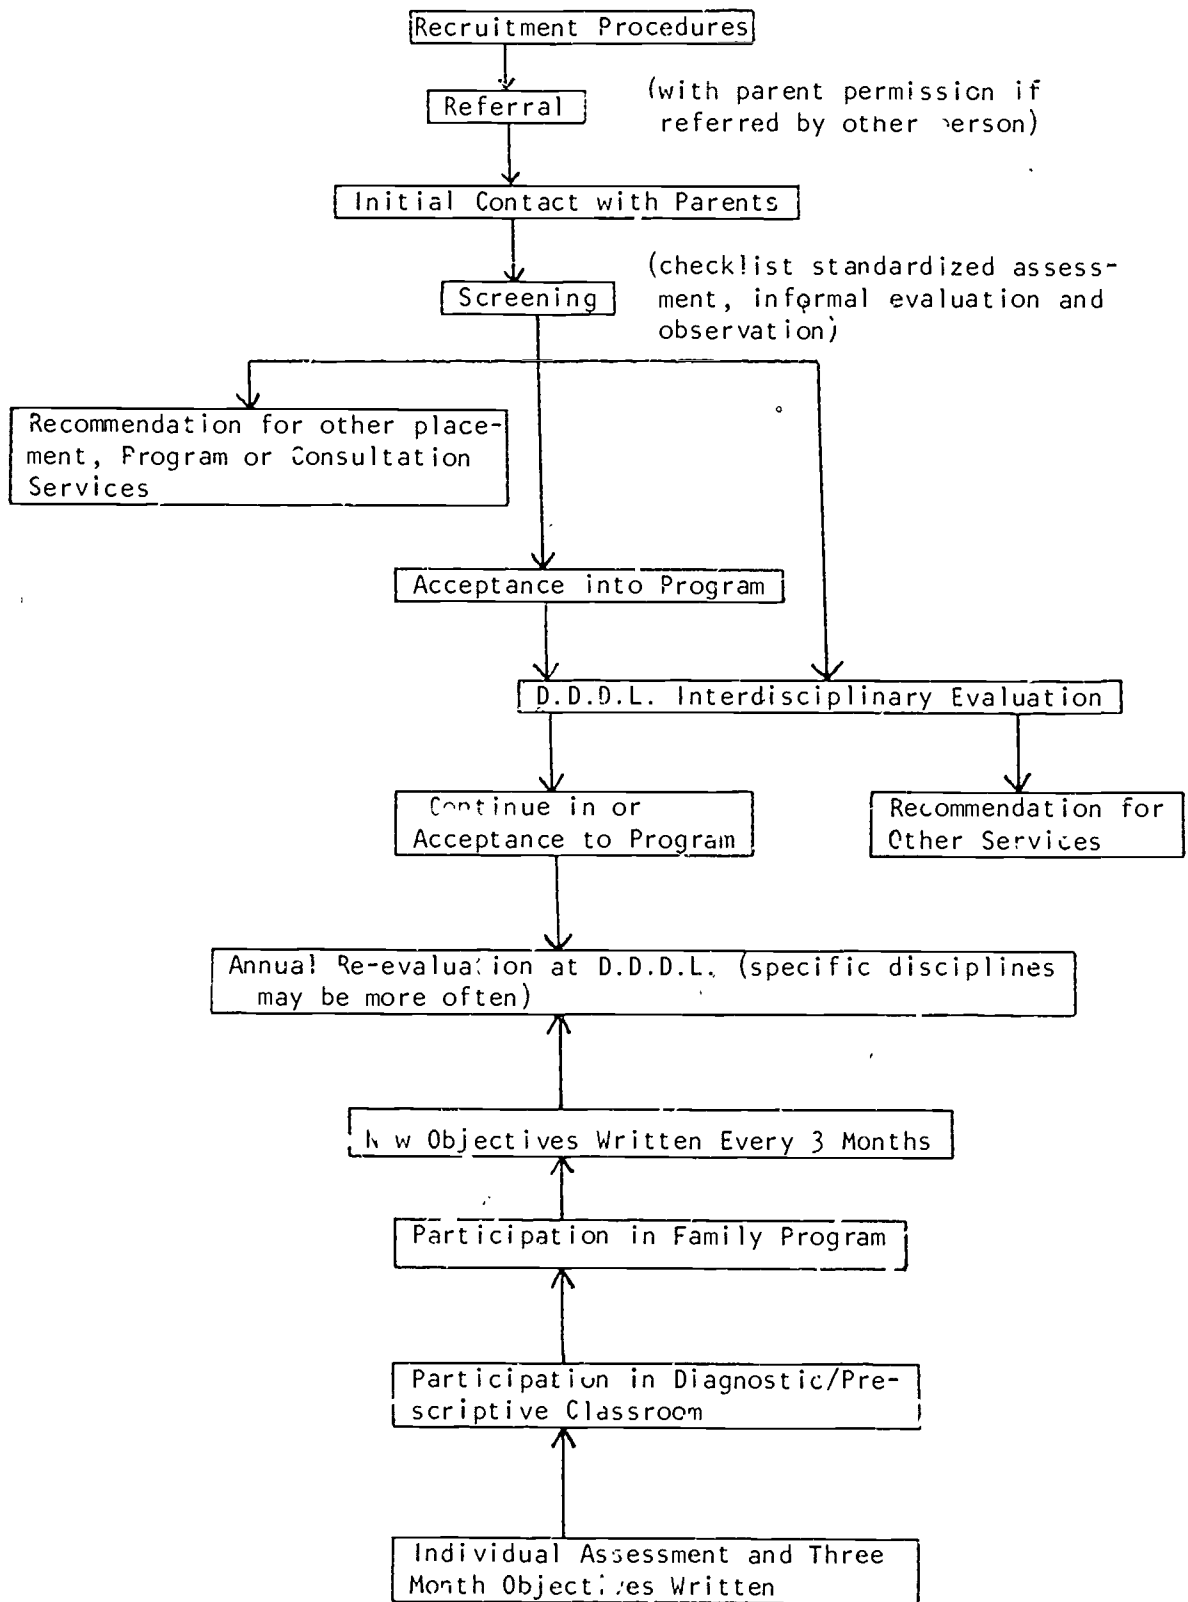 Recruitment Procedures
Referral
(with parent permission if
referred by other person)
Initial Contact with Parents
Screening
(checklist standardized assess-
ment, informal evaluation and
observation)
Recommendation for other place-
ment, Program or Consultation
Services
Acceptance into Program
D.D.D.L. Interdisciplinary Evaluation
Continue in or
Acceptance to Program
Recommendation for
Other Services
Annual Re-evaluation at D.D.D.L. (specific disciplines
may be more often)
New Objectives Written Every 3 Months
Participation in Family Program
Participation in Diagnostic/Pre-
scriptive Classroom
Individual Assessment and Three
Month Objectives Written